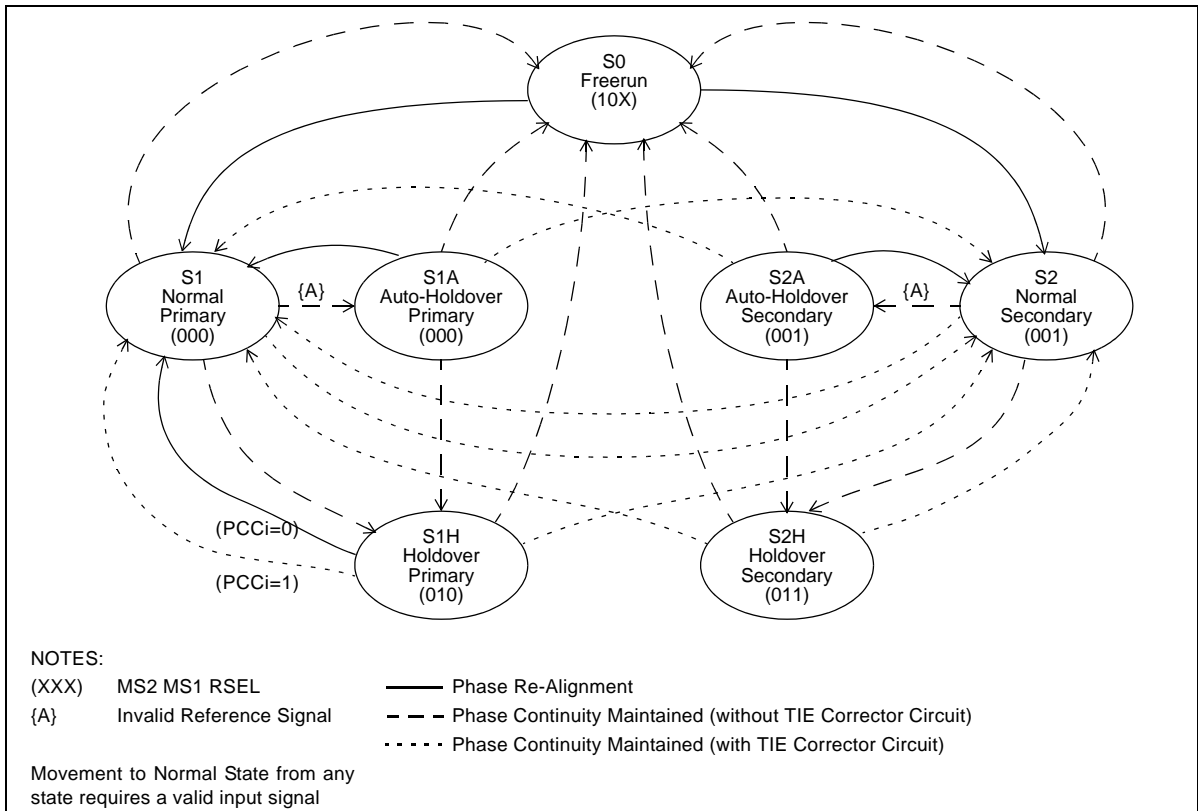 S0
Freerun
(10X)
S1
Normal
Primary
(000)
{A}
S1A
Auto-Holdover
Primary
(000)
S2A
Auto-Holdover
Secondary
(001)
{A}
S2
Normal
Secondary
(001)
(PCCi=0)
(PCCi=1)
S1H
Holdover
Primary
(010)
S2H
Holdover
Secondary
(011)
NOTES:
(XXX) MS2 MS1 RSEL
{A} Invalid Reference Signal
Phase Re-Alignment
Phase Continuity Maintained (without TIE Corrector Circuit)
Phase Continuity Maintained (with TIE Corrector Circuit)
Movement to Normal State from any
state requires a valid input signal